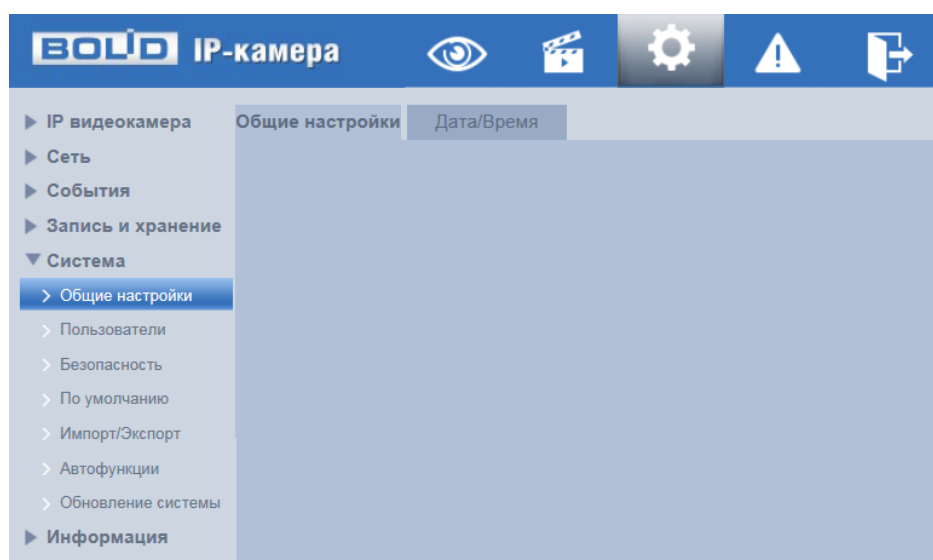 BOLID IP-камера
IP видеокамера
Сеть
События
Запись и хранение
Система
Общие настройки
Пользователи
Безопасность
По умолчанию
Импорт/Экспорт
Автофункции
Обновление системы
Информация
Общие настройки
Дата/Время